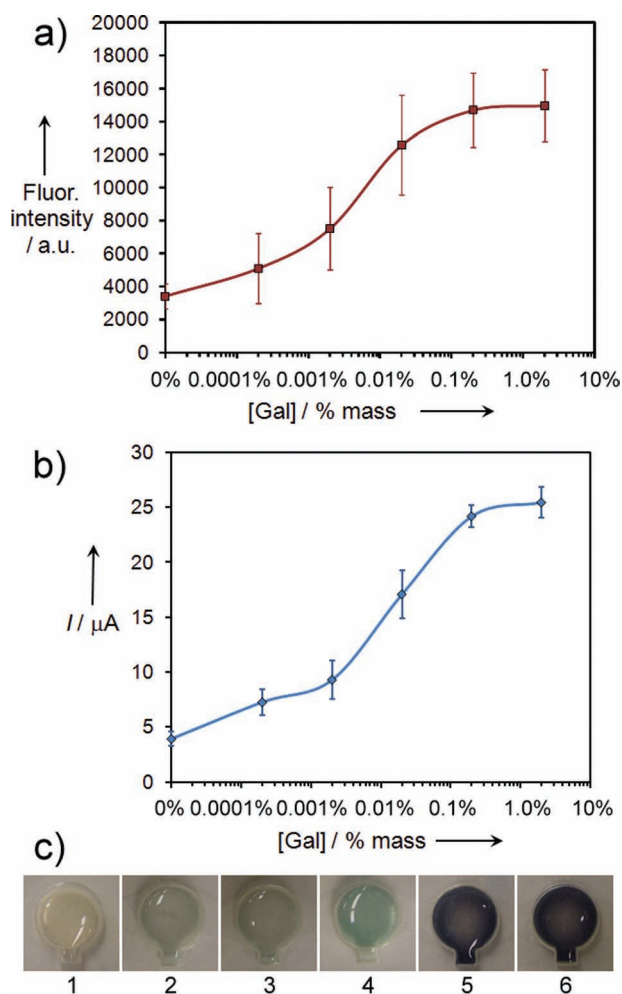 a)
20000
18000
16000
14000
12000
10000
8000
6000
4000
2000
0
Fluor.
intensity
/ a.u.
0% 0.0001% 0.001% 0.01% 0.1% 1.0% 10%
[Gal] / % mass
b)
30
25
20
15
10
5
0
I / μA
0% 0.0001% 0.001% 0.01% 0.1% 1.0% 10%
[Gal] / % mass
c)
1 2 3 4 5 6